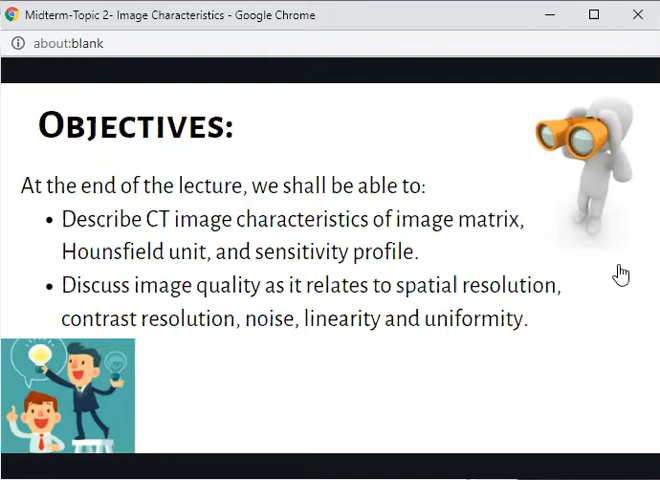 Midterm-Topic 2- Image Characteristics - Google Chrome
about:blank
Objectives:
At the end of the lecture, we shall be able to:
• Describe CT image characteristics of image matrix,
Hounsfield unit, and sensitivity profile.
• Discuss image quality as it relates to spatial resolution,
contrast resolution, noise, linearity and uniformity.